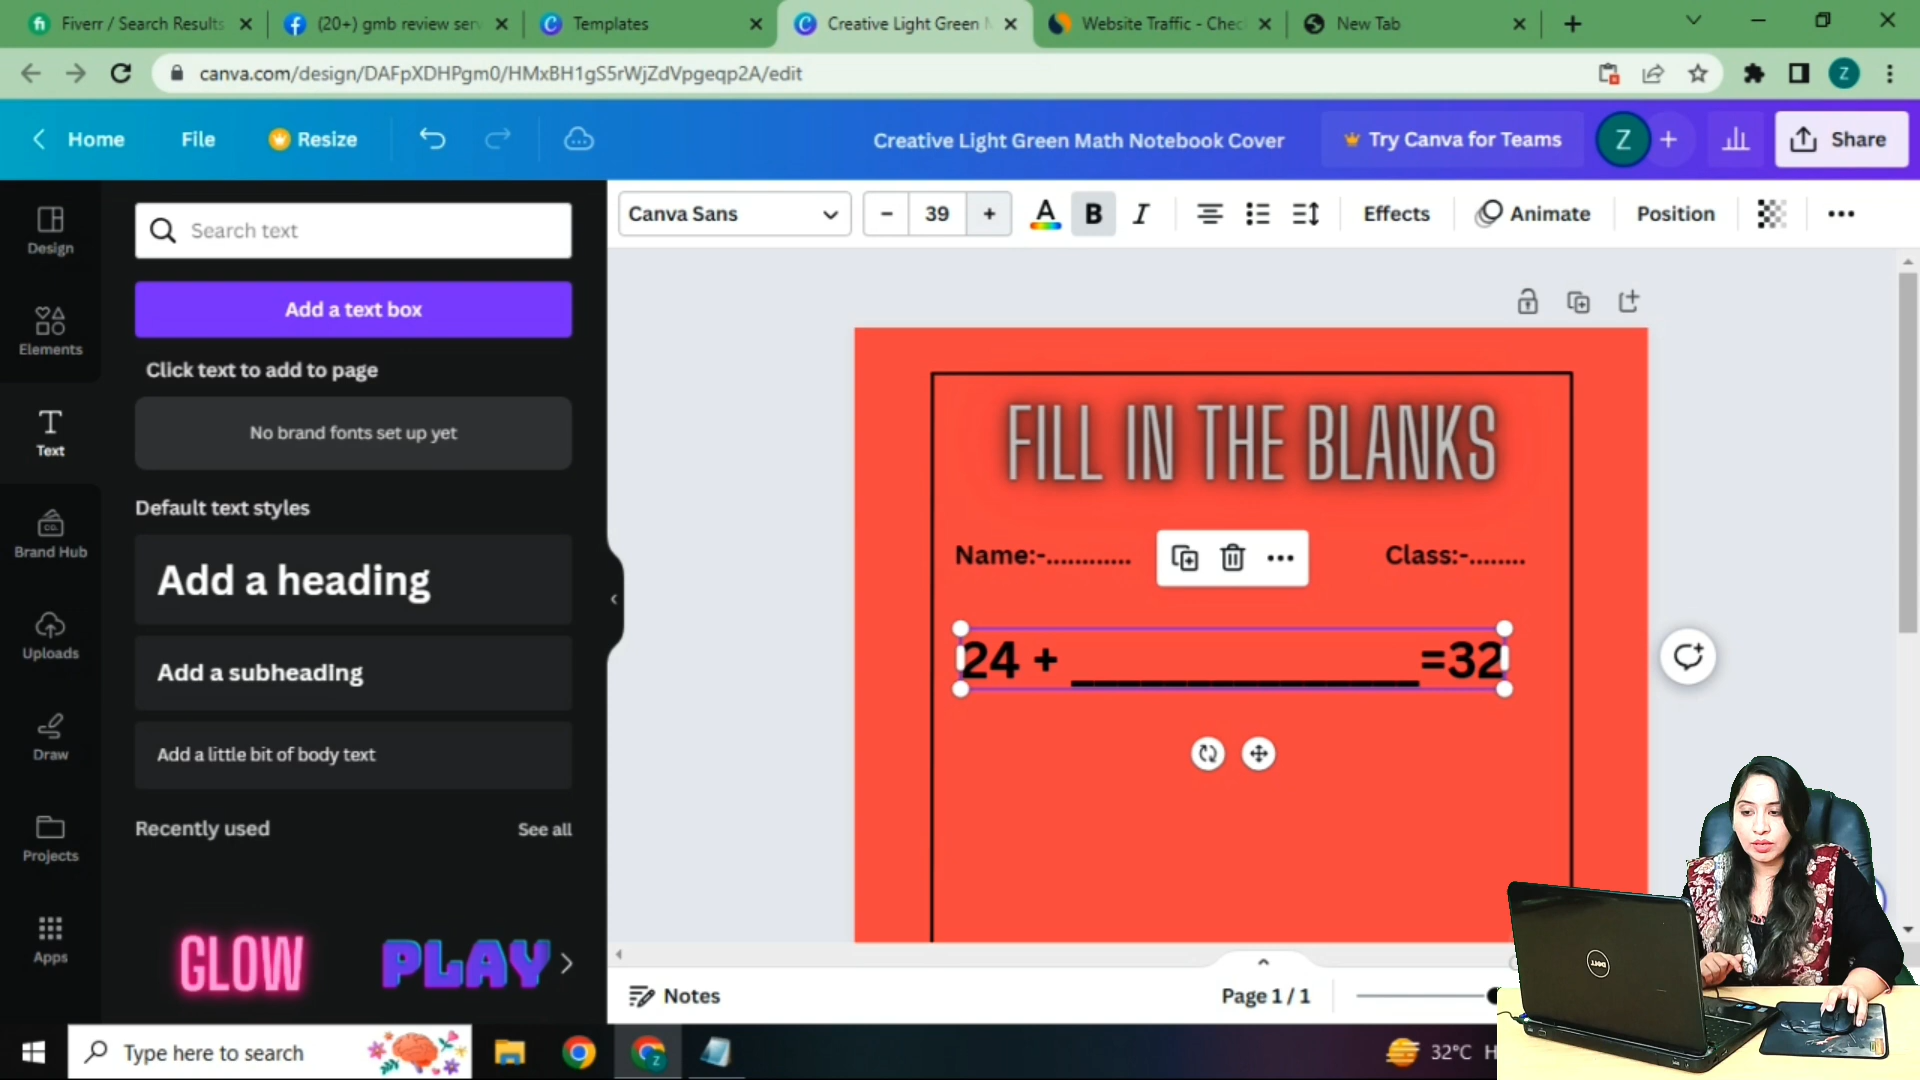 Fiverr / Search Results
(20+) gmb review serv
Templates
Creative Light Green M
Website Traffic - Chec
New Tab
canva.com/design/DAFpXDHPgm0/HMxBH1gS5rWjZdVpgeqp2A/edit
Z
Home
File
Resize
Creative Light Green Math Notebook Cover
Try Canva for Teams
Z
+
Share
Design
Elements
Text
Brand Hub
Uploads
Draw
Projects
Apps
Search text
Add a text box
Click text to add to page
No brand fonts set up yet
Default text styles
Add a heading
Add a subheading
Add a little bit of body text
Recently used
See all
GLOW
PLAY
Canva Sans
− 39 +
A B I
Effects
Animate
Position
FILL IN THE BLANKS
Name:-............
Class:-........
24 + _______________=32
Notes
Page 1 / 1
Type here to search
32°C H
DELL